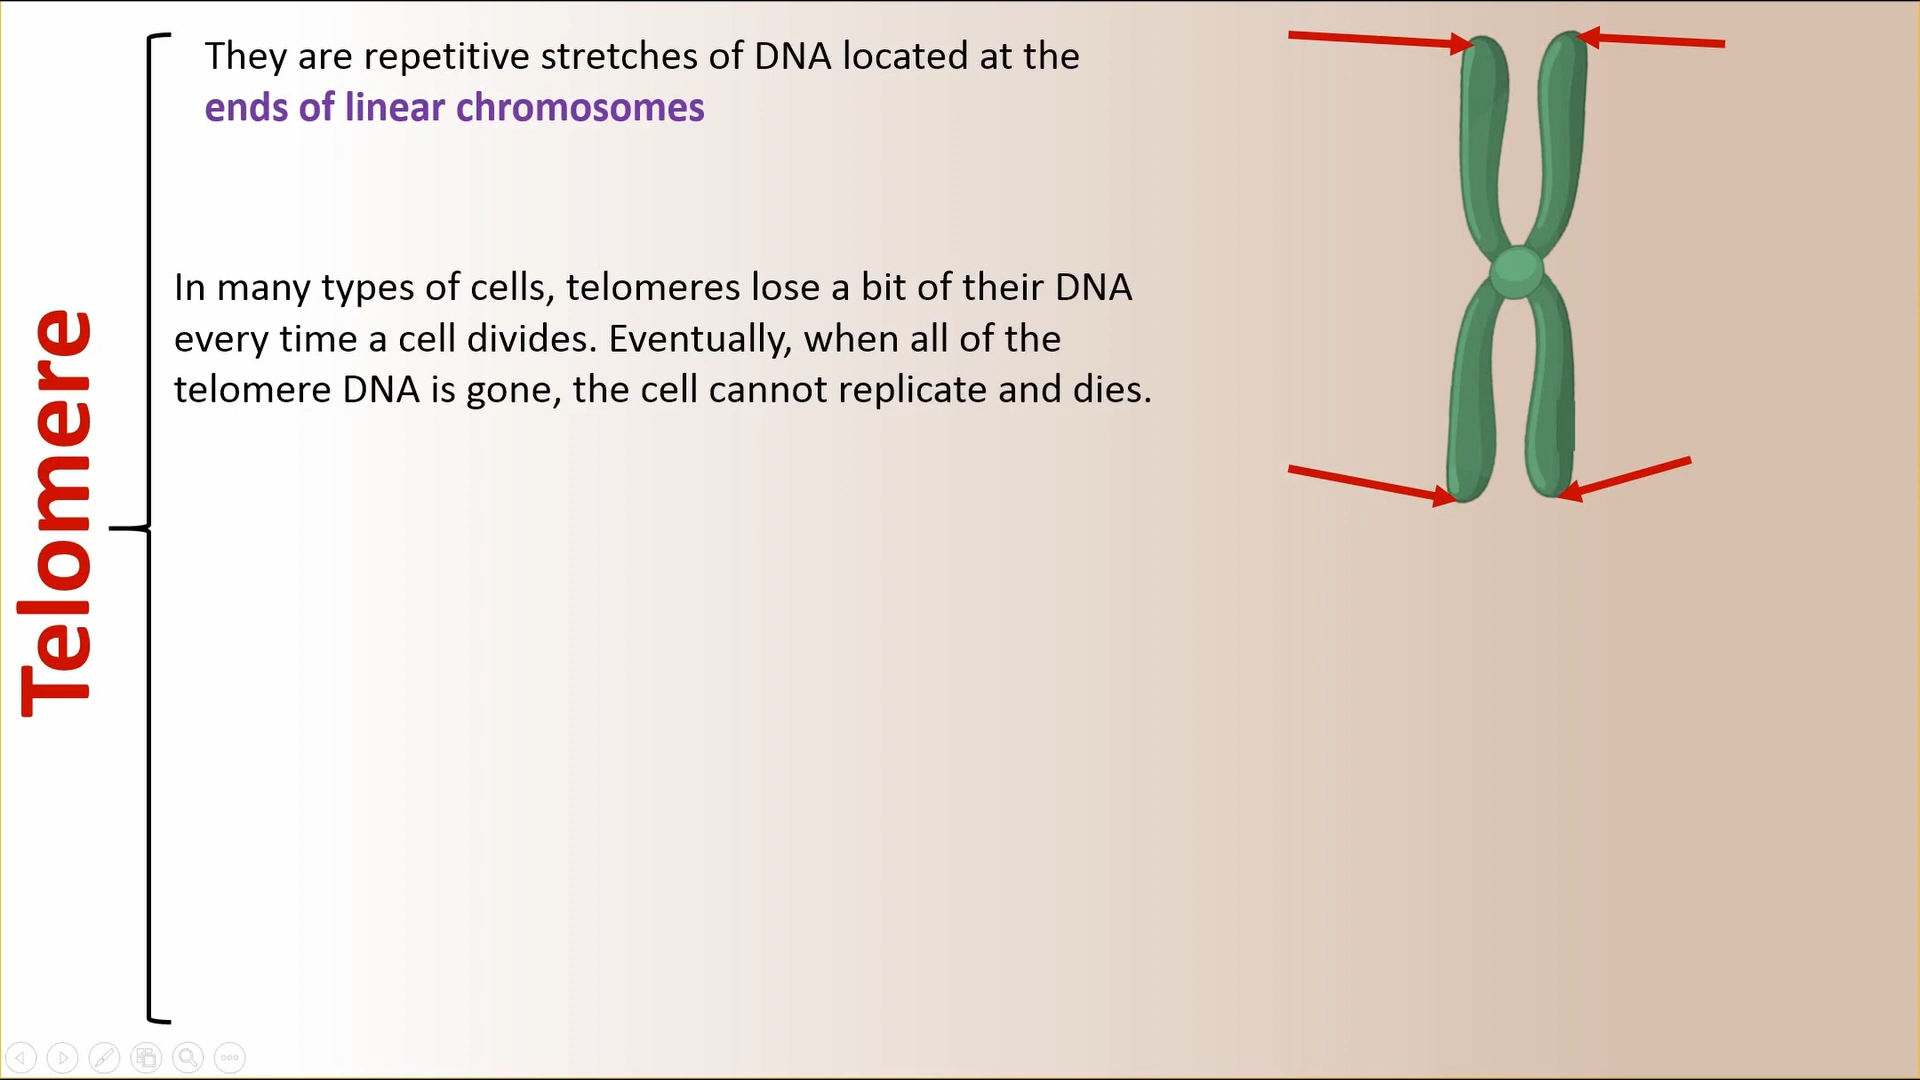 Telomere
They are repetitive stretches of DNA located at the
ends of linear chromosomes
In many types of cells, telomeres lose a bit of their DNA
every time a cell divides. Eventually, when all of the
telomere DNA is gone, the cell cannot replicate and dies.